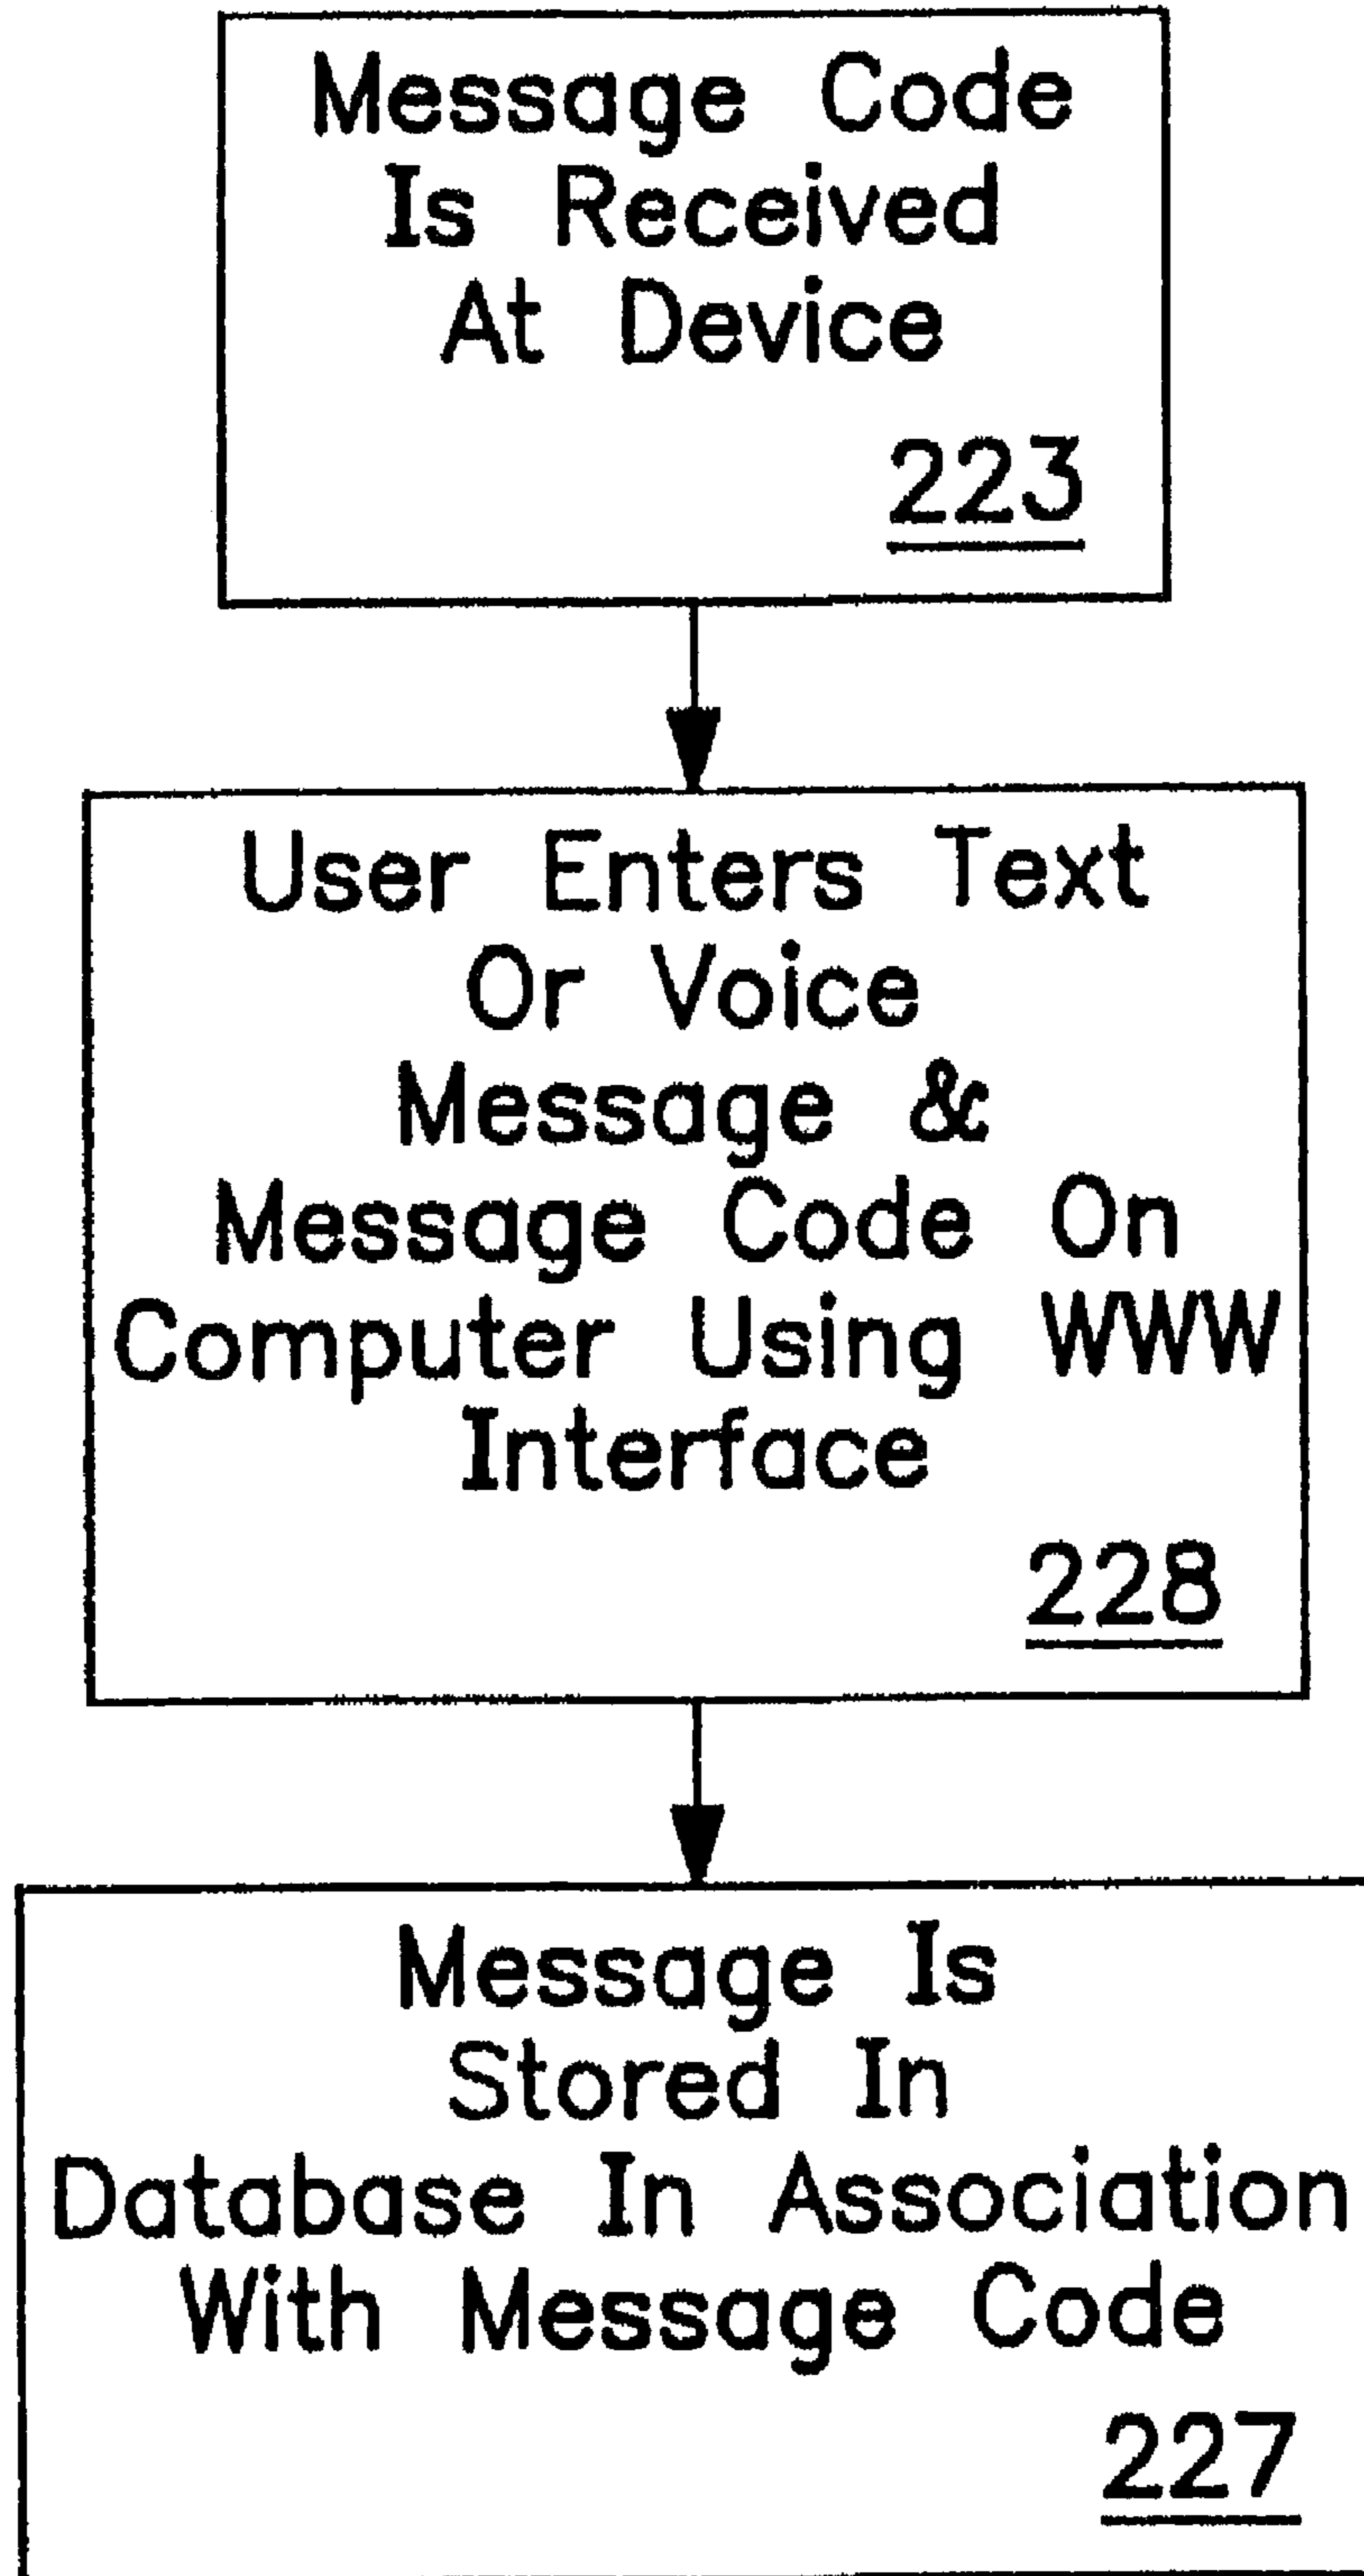 Message Code
Is Received
At Device
223
User Enters Text
Or Voice
Message &
Message Code On
Computer Using WWW
Interface
228
Message Is
Stored In
Database In Association
With Message Code
227